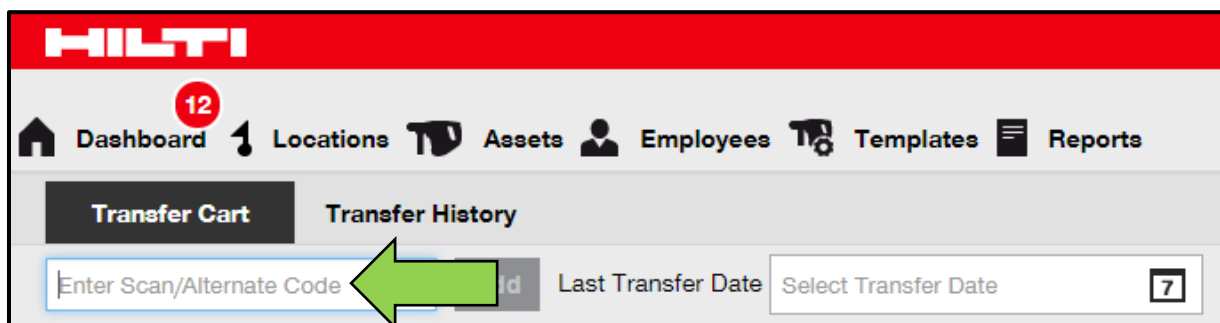 HILTI
12
Dashboard Locations Assets Employees Templates Reports
Transfer Cart Transfer History
Enter Scan/Alternate Code Last Transfer Date Select Transfer Date 7